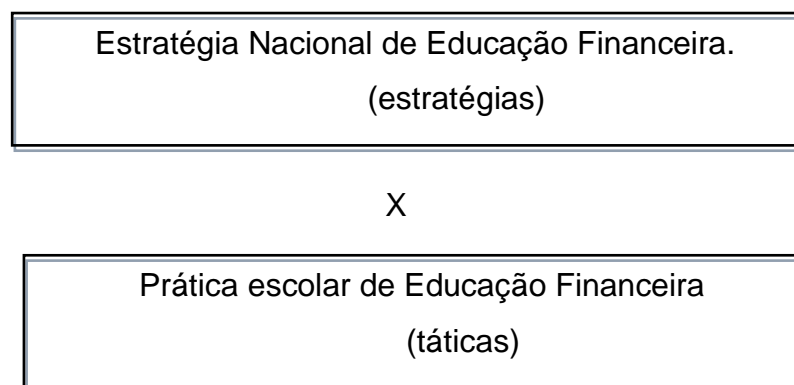 Estratégia Nacional de Educação Financeira.
(estratégias)
X
Prática escolar de Educação Financeira
(táticas)